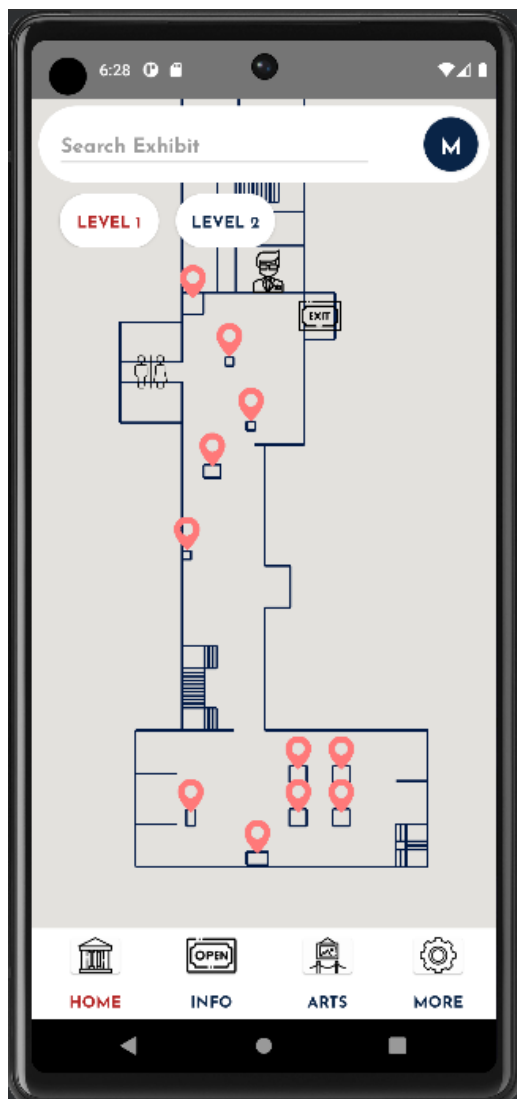 6:28
Search Exhibit
M
LEVEL 1
LEVEL 2
EXIT
OPEN
HOME
INFO
ARTS
MORE